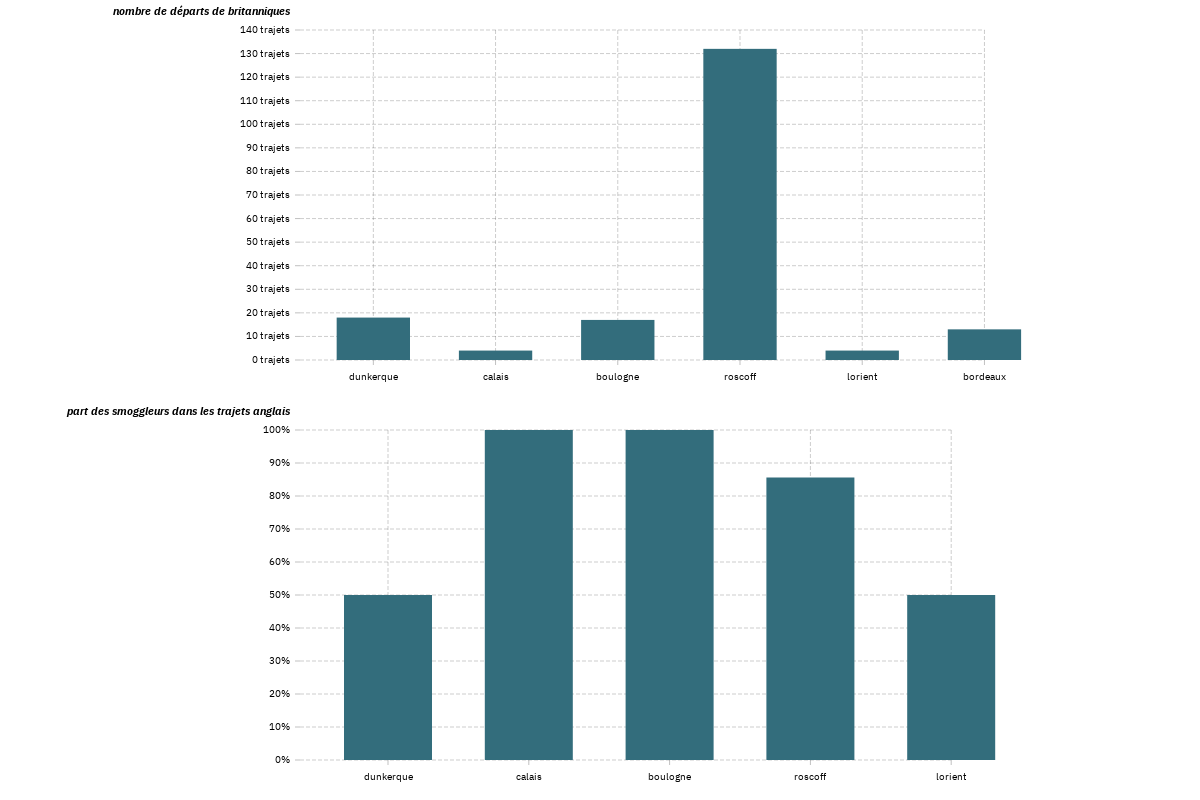 nombre de départs de britanniques
140 trajets
130 trajets
120 trajets
110 trajets
100 trajets
90 trajets
80 trajets
70 trajets
60 trajets
50 trajets
40 trajets
30 trajets
20 trajets
10 trajets
0 trajets
dunkerque calais boulogne roscoff lorient bordeaux
part des smoggleurs dans les trajets anglais
100%
90%
80%
70%
60%
50%
40%
30%
20%
10%
0%
dunkerque calais boulogne roscoff lorient